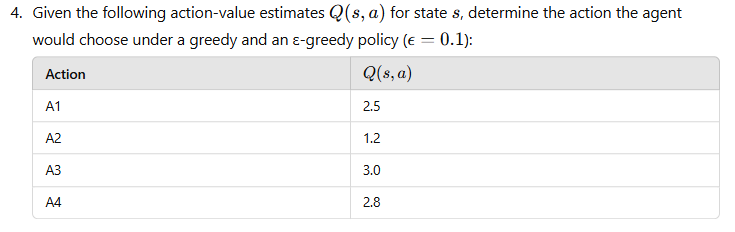 4. Given the following action-value estimates Q(s, a) for state s, determine the action the agent
would choose under a greedy and an ε-greedy policy (ϵ = 0.1):
Action Q(s, a)
A1 2.5
A2 1.2
A3 3.0
A4 2.8